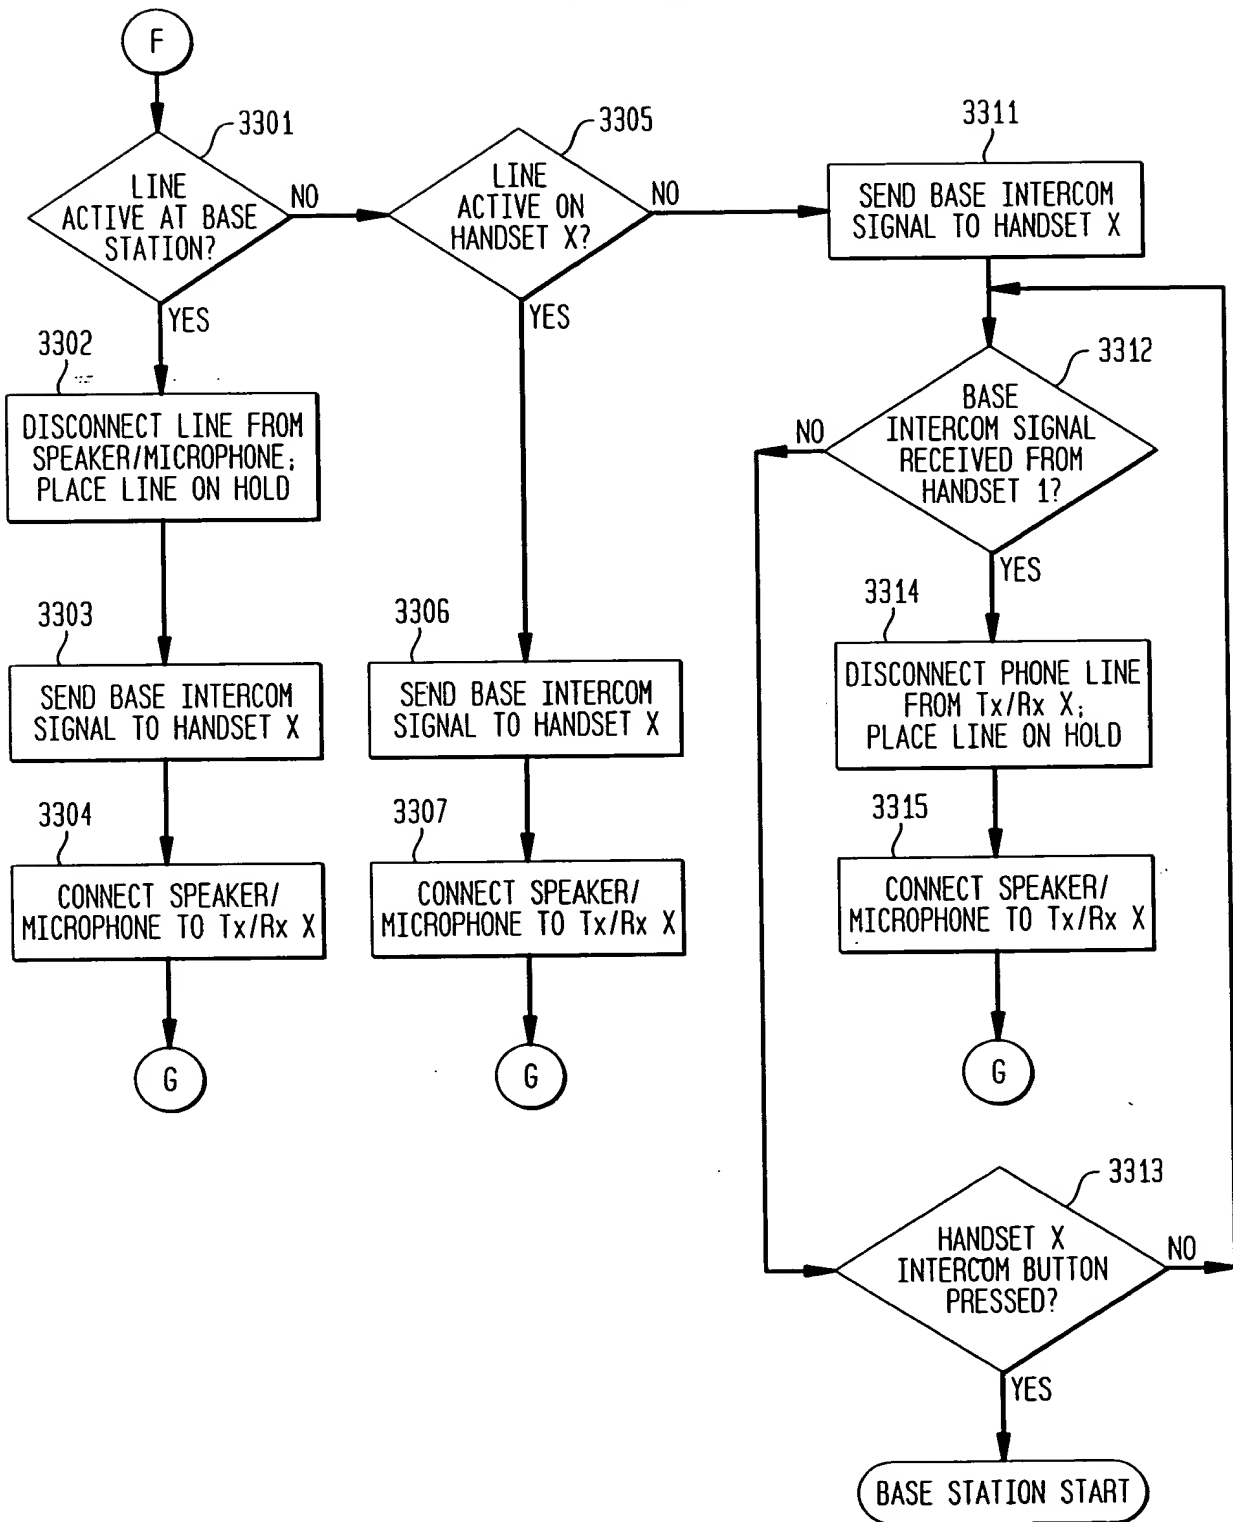 F
3301
LINE
ACTIVE AT BASE
STATION?
NO
YES
3305
LINE
ACTIVE ON
HANDSET X?
NO
YES
3311
SEND BASE INTERCOM
SIGNAL TO HANDSET X
3302
DISCONNECT LINE FROM
SPEAKER/MICROPHONE;
PLACE LINE ON HOLD
3303
SEND BASE INTERCOM
SIGNAL TO HANDSET X
3304
CONNECT SPEAKER/
MICROPHONE TO Tx/Rx X
G
3306
SEND BASE INTERCOM
SIGNAL TO HANDSET X
3307
CONNECT SPEAKER/
MICROPHONE TO Tx/Rx X
G
3312
BASE
INTERCOM SIGNAL
RECEIVED FROM
HANDSET 1?
NO
YES
3314
DISCONNECT PHONE LINE
FROM Tx/Rx X;
PLACE LINE ON HOLD
3315
CONNECT SPEAKER/
MICROPHONE TO Tx/Rx X
G
3313
HANDSET X
INTERCOM BUTTON
PRESSED?
NO
YES
BASE STATION START